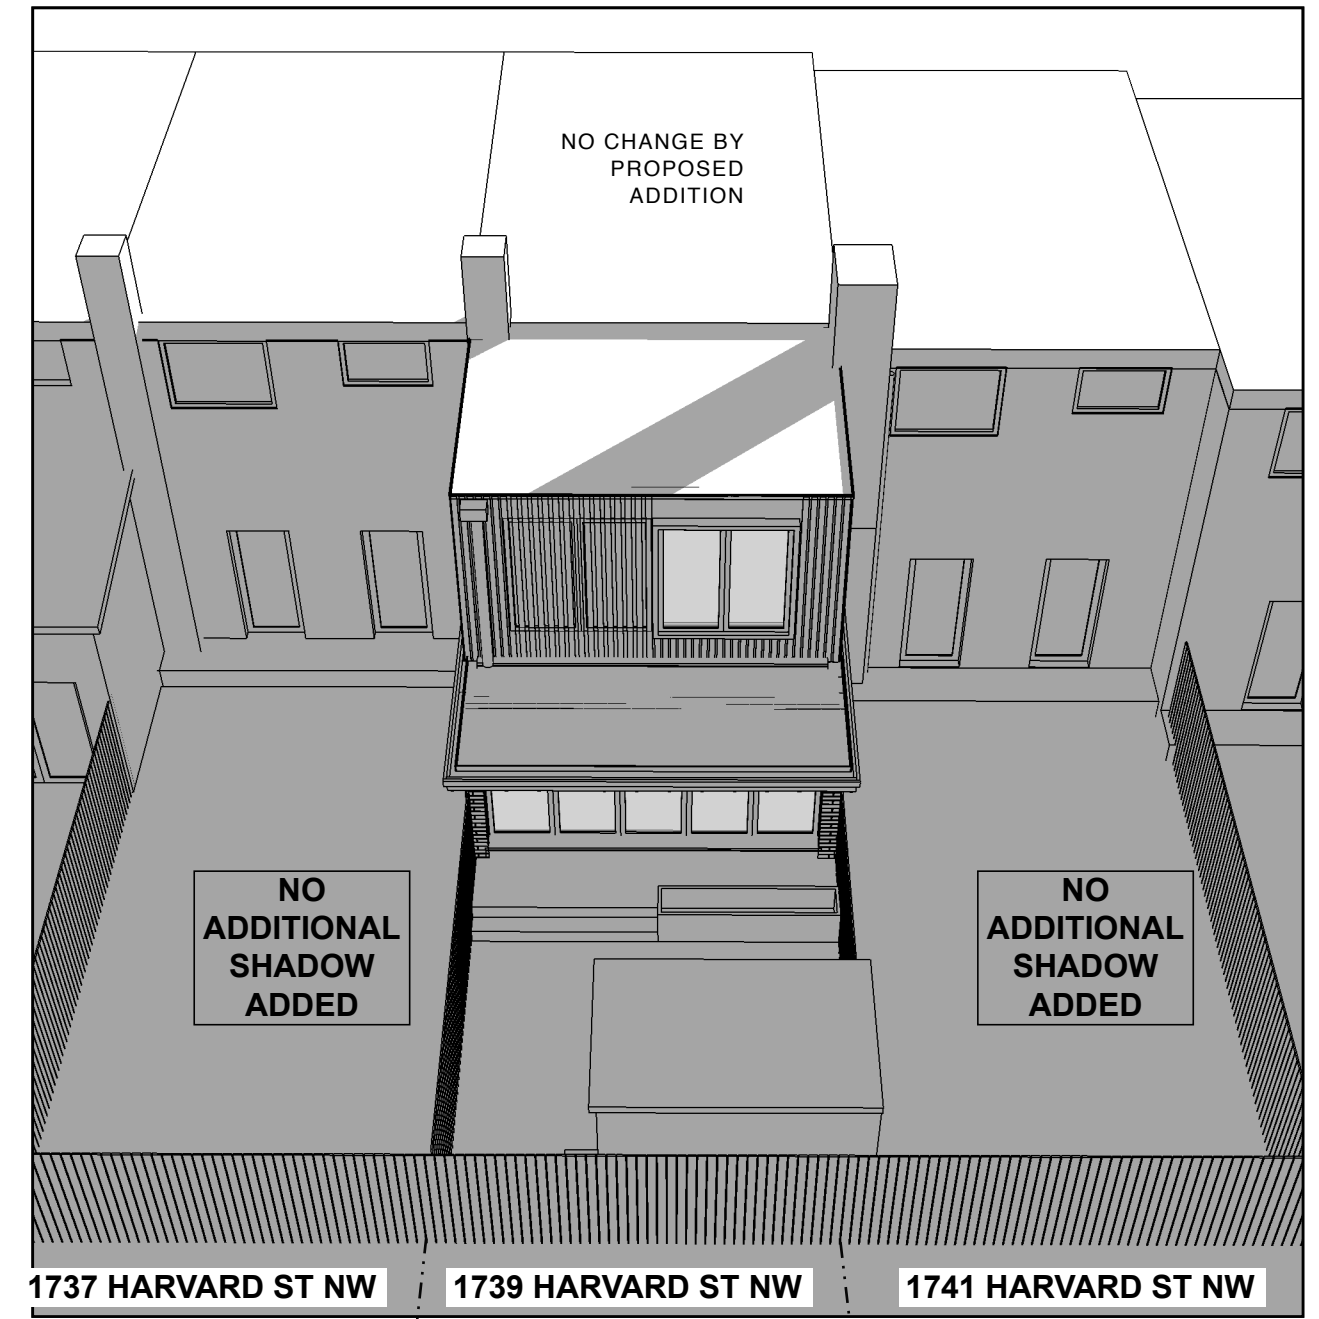 NO CHANGE BY
PROPOSED
ADDITION
NO
ADDITIONAL
SHADOW
ADDED
NO
ADDITIONAL
SHADOW
ADDED
1737 HARVARD ST NW
1739 HARVARD ST NW
1741 HARVARD ST NW